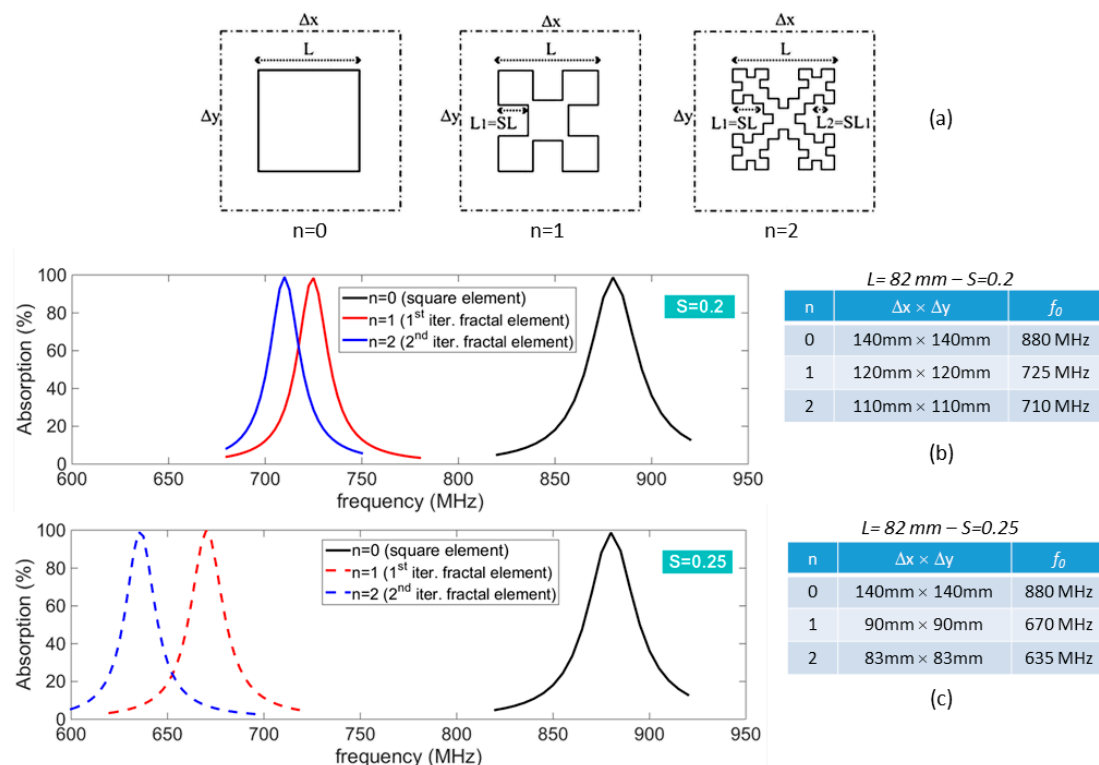 Δx Δx Δx
L L L
Δy Δy Δy
L₁=SL L₁=SL L₂=SL₁
n=0 n=1 n=2
(a)
100
80
60
40
20
0
Absorption (%)
n=0 (square element)
n=1 (1st iter. fractal element)
n=2 (2nd iter. fractal element)
S=0.2
600 650 700 750 800 850 900 950
frequency (MHz)
L= 82 mm – S=0.2
n Δx × Δy f₀
0 140mm × 140mm 880 MHz
1 120mm × 120mm 725 MHz
2 110mm × 110mm 710 MHz
(b)
100
80
60
40
20
0
Absorption (%)
n=0 (square element)
n=1 (1st iter. fractal element)
n=2 (2nd iter. fractal element)
S=0.25
600 650 700 750 800 850 900 950
frequency (MHz)
L= 82 mm – S=0.25
n Δx × Δy f₀
0 140mm × 140mm 880 MHz
1 90mm × 90mm 670 MHz
2 83mm × 83mm 635 MHz
(c)